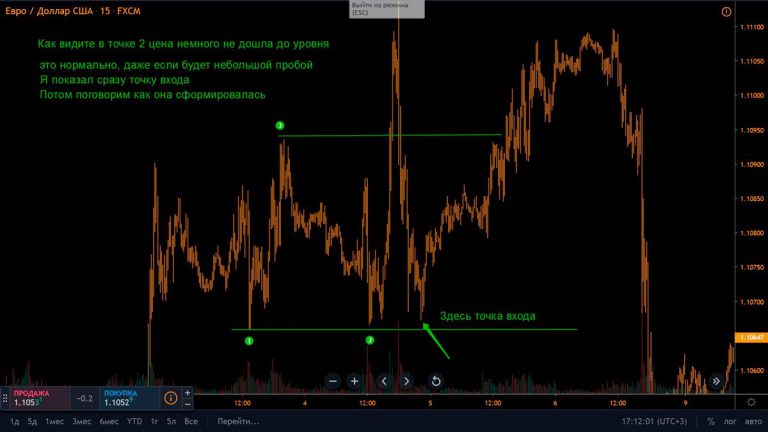 Евро / Доллар США · 15 · FXCM
Выйти из режима
(ESC)
Как видите в точке 2 цена немного не дошла до уровня
это нормально, даже если будет небольшой пробой
Я показал сразу точку входа
Потом поговорим как она сформировалась
3
1
2
Здесь точка входа
1.11100
1.11050
1.11000
1.10950
1.10900
1.10850
1.10800
1.10750
1.10700
1.10647
1.10600
ПРОДАЖА
1.1053¹
−0.2
ПОКУПКА
1.1052⁹
12:00
4
12:00
5
12:00
6
12:00
9
1д 5д 1мес 3мес 6мес YTD 1г 5л Все Перейти...
17:12:01 (UTC+3) % лог авто